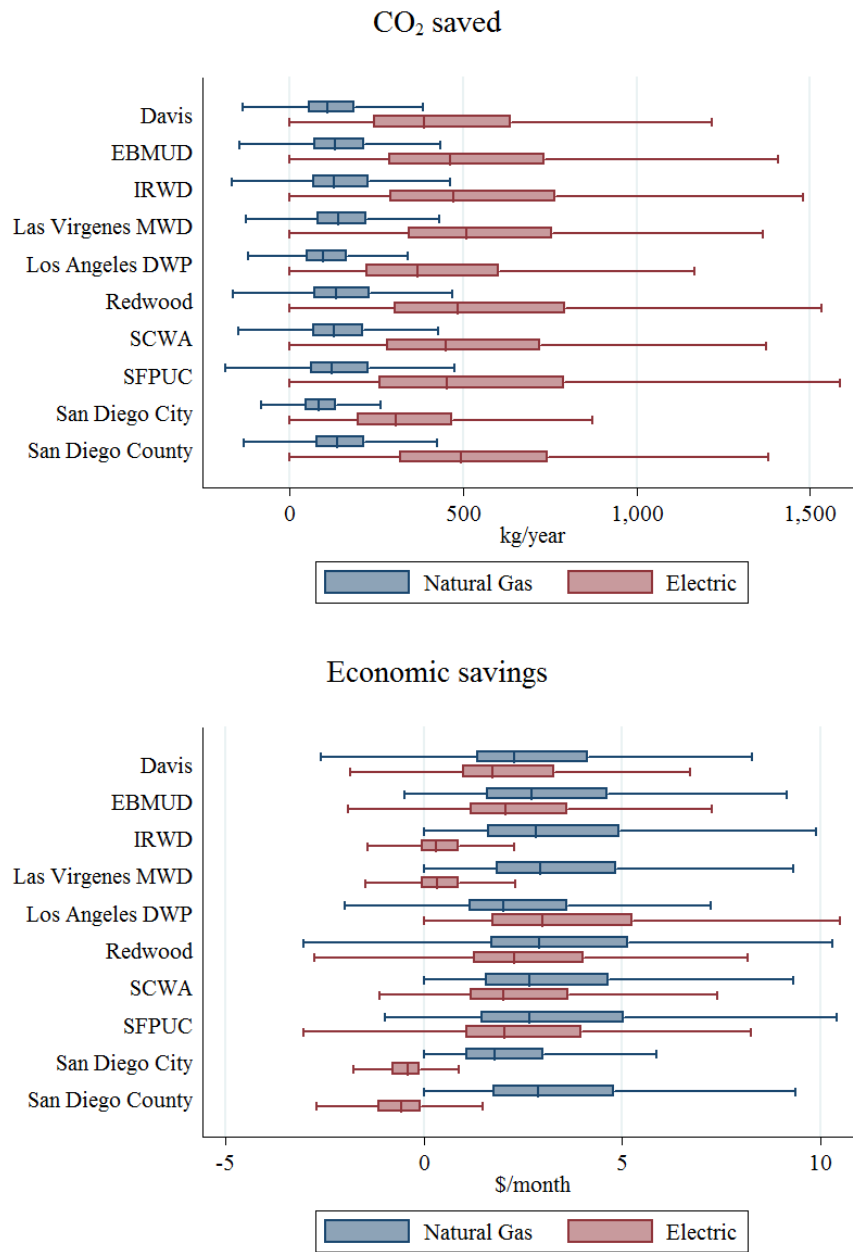 CO₂ saved
Davis
EBMUD
IRWD
Las Virgenes MWD
Los Angeles DWP
Redwood
SCWA
SFPUC
San Diego City
San Diego County
0 500 1,000 1,500
kg/year
Natural Gas Electric
Economic savings
Davis
EBMUD
IRWD
Las Virgenes MWD
Los Angeles DWP
Redwood
SCWA
SFPUC
San Diego City
San Diego County
-5 0 5 10
$/month
Natural Gas Electric